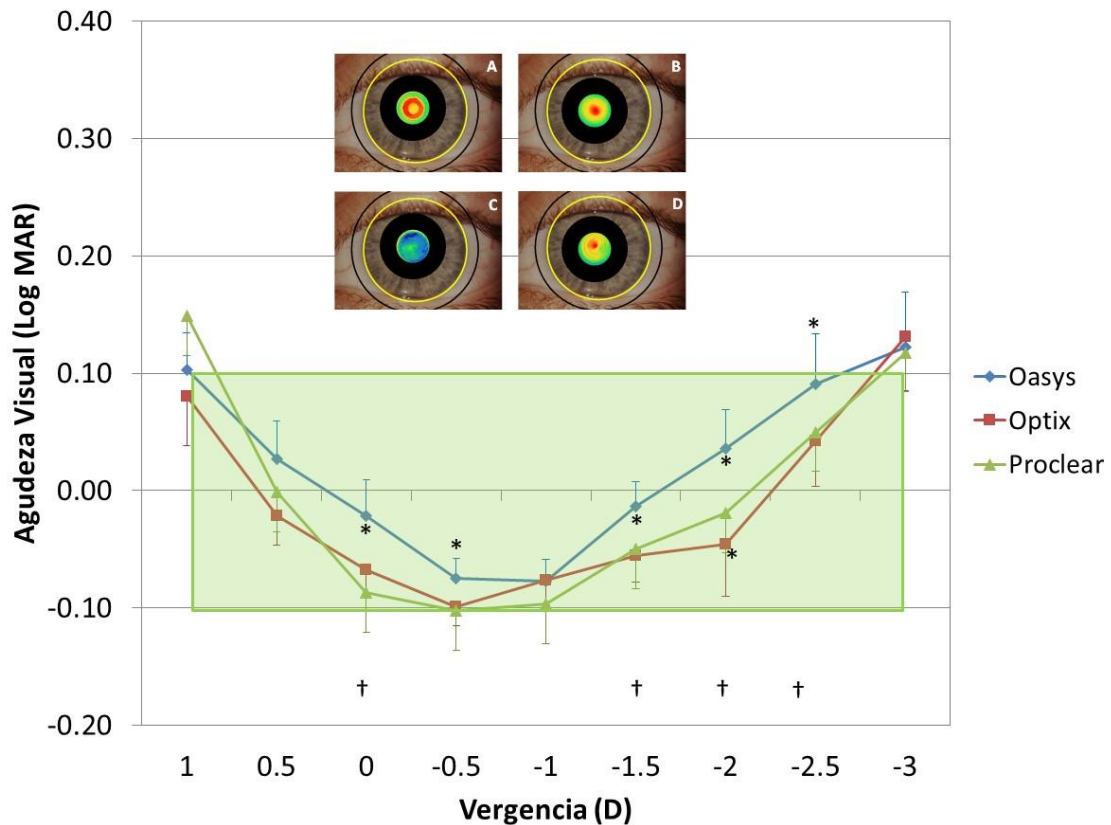 0.40
0.30
0.20
0.10
0.00
-0.10
-0.20
Agudeza Visual (Log MAR)
A
B
C
D
*
*
*
*
*
*
† † † †
1 0.5 0 -0.5 -1 -1.5 -2 -2.5 -3
Vergencia (D)
Oasys
Optix
Proclear